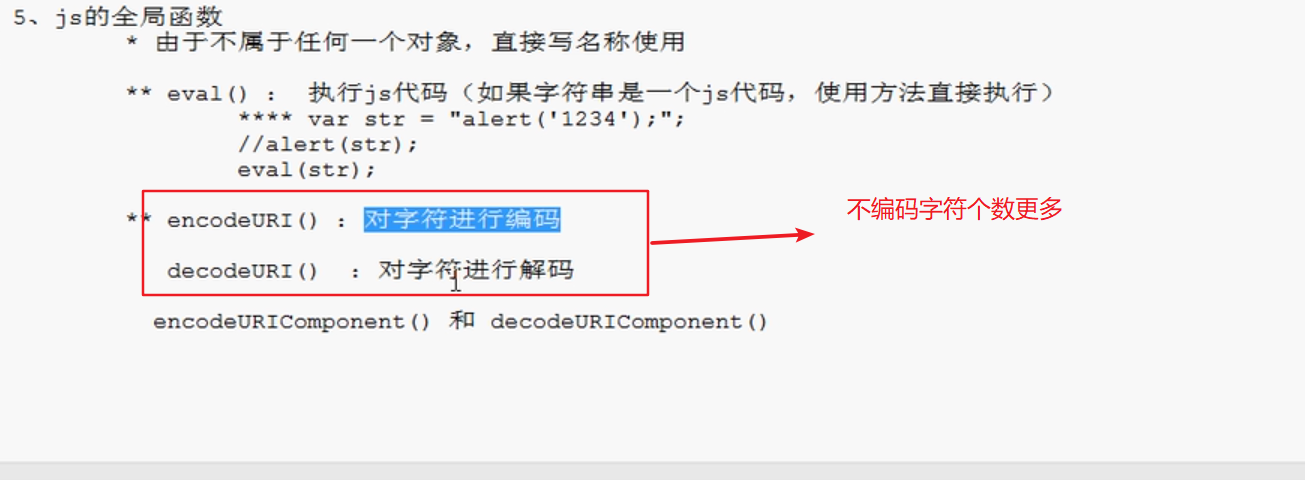 5、js的全局函数
* 由于不属于任何一个对象，直接写名称使用
** eval() ： 执行js代码（如果字符串是一个js代码，使用方法直接执行）
**** var str = "alert('1234');";
//alert(str);
eval(str);
** encodeURI() ：对字符进行编码
不编码字符个数更多
decodeURI() ：对字符进行解码
encodeURIComponent() 和 decodeURIComponent()